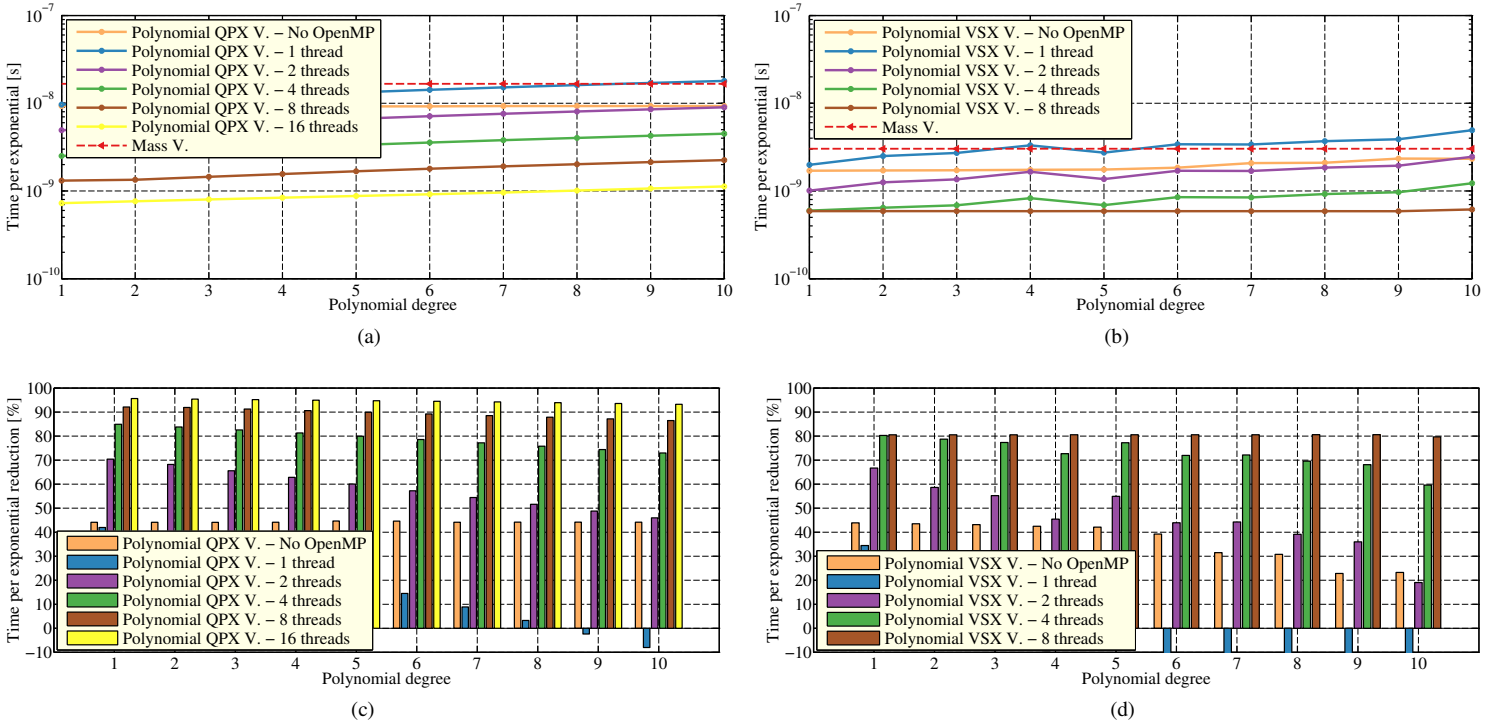 10⁻⁷
10⁻⁸
10⁻⁹
10⁻¹⁰
Time per exponential [s]
Polynomial QPX V. − No OpenMP
Polynomial QPX V. − 1 thread
Polynomial QPX V. − 2 threads
Polynomial QPX V. − 4 threads
Polynomial QPX V. − 8 threads
Polynomial QPX V. − 16 threads
Mass V.
1 2 3 4 5 6 7 8 9 10
Polynomial degree
(a)
10⁻⁷
10⁻⁸
10⁻⁹
10⁻¹⁰
Time per exponential [s]
Polynomial VSX V. − No OpenMP
Polynomial VSX V. − 1 thread
Polynomial VSX V. − 2 threads
Polynomial VSX V. − 4 threads
Polynomial VSX V. − 8 threads
Mass V.
1 2 3 4 5 6 7 8 9 10
Polynomial degree
(b)
100
90
80
70
60
50
40
30
20
10
0
−10
Time per exponential reduction [%]
Polynomial QPX V. − No OpenMP
Polynomial QPX V. − 1 thread
Polynomial QPX V. − 2 threads
Polynomial QPX V. − 4 threads
Polynomial QPX V. − 8 threads
Polynomial QPX V. − 16 threads
1 2 3 4 5 6 7 8 9 10
Polynomial degree
(c)
100
90
80
70
60
50
40
30
20
10
0
−10
Time per exponential reduction [%]
Polynomial VSX V. − No OpenMP
Polynomial VSX V. − 1 thread
Polynomial VSX V. − 2 threads
Polynomial VSX V. − 4 threads
Polynomial VSX V. − 8 threads
1 2 3 4 5 6 7 8 9 10
Polynomial degree
(d)